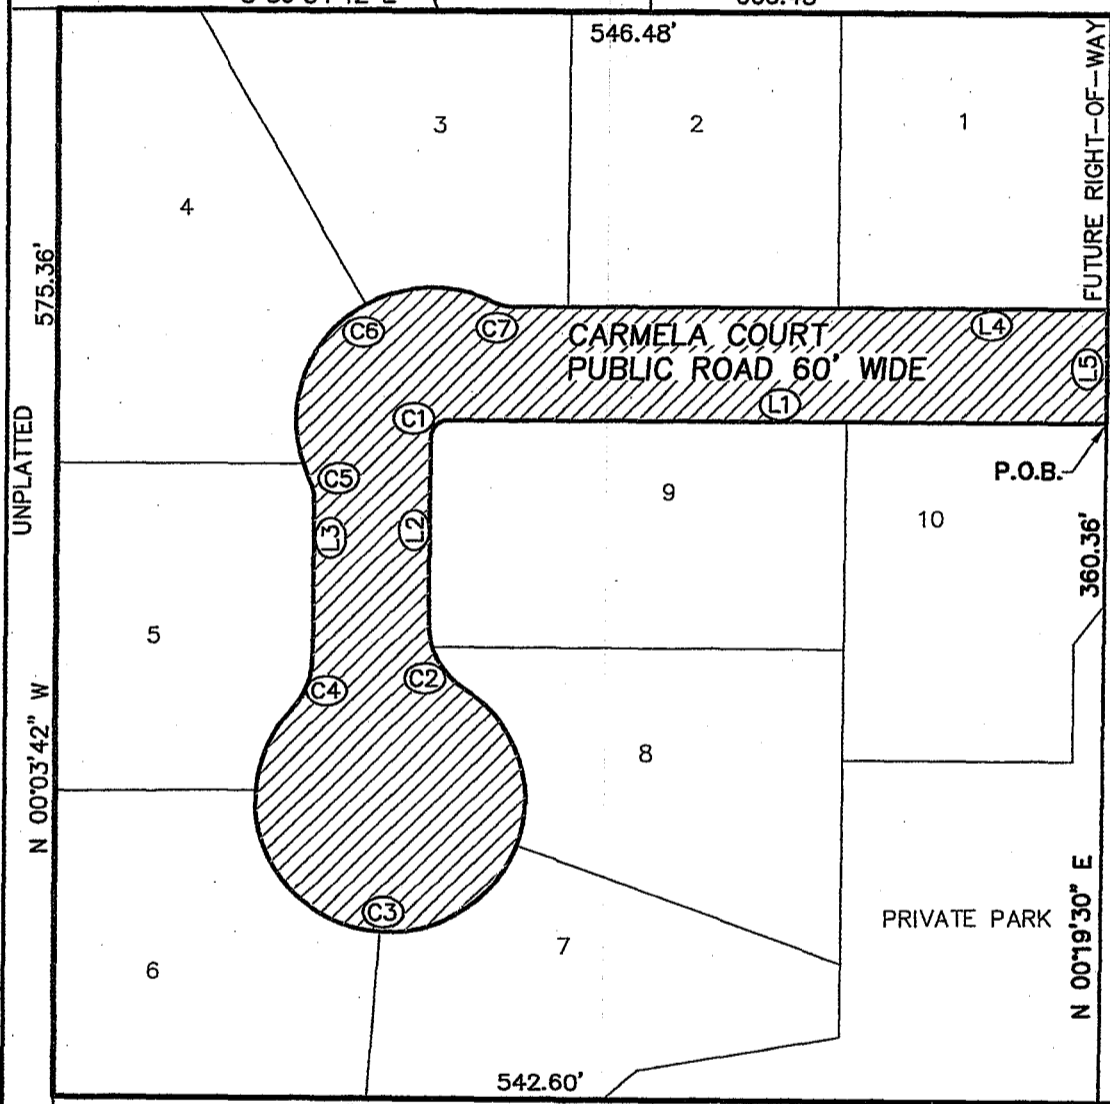 546.48'
FUTURE RIGHT-OF-WAY
3
2
1
4
575.36'
C6
C7
CARMELA COURT
PUBLIC ROAD 60' WIDE
L4
L5
L1
C1
P.O.B.
UNPLATTED
C5
9
10
L3
L2
360.36'
5
C4
C2
8
N 00°03'42" W
C3
7
PRIVATE PARK
6
N 00°19'30" E
542.60'